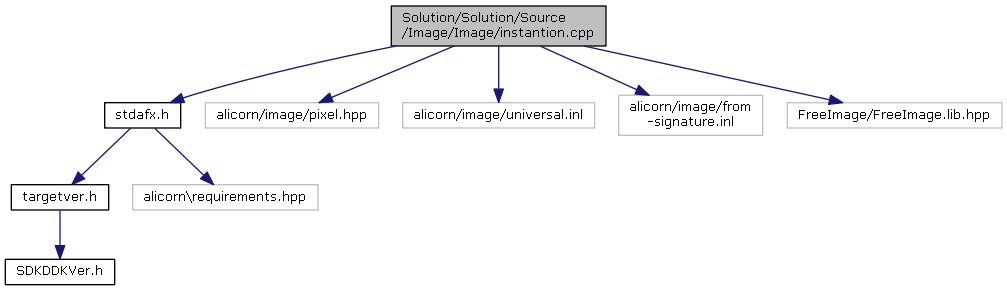 Solution/Solution/Source
/Image/Image/instantion.cpp
stdafx.h
alicorn/image/pixel.hpp
alicorn/image/universal.inl
alicorn/image/from
-signature.inl
FreeImage/FreeImage.lib.hpp
targetver.h
alicorn\requirements.hpp
SDKDDKVer.h